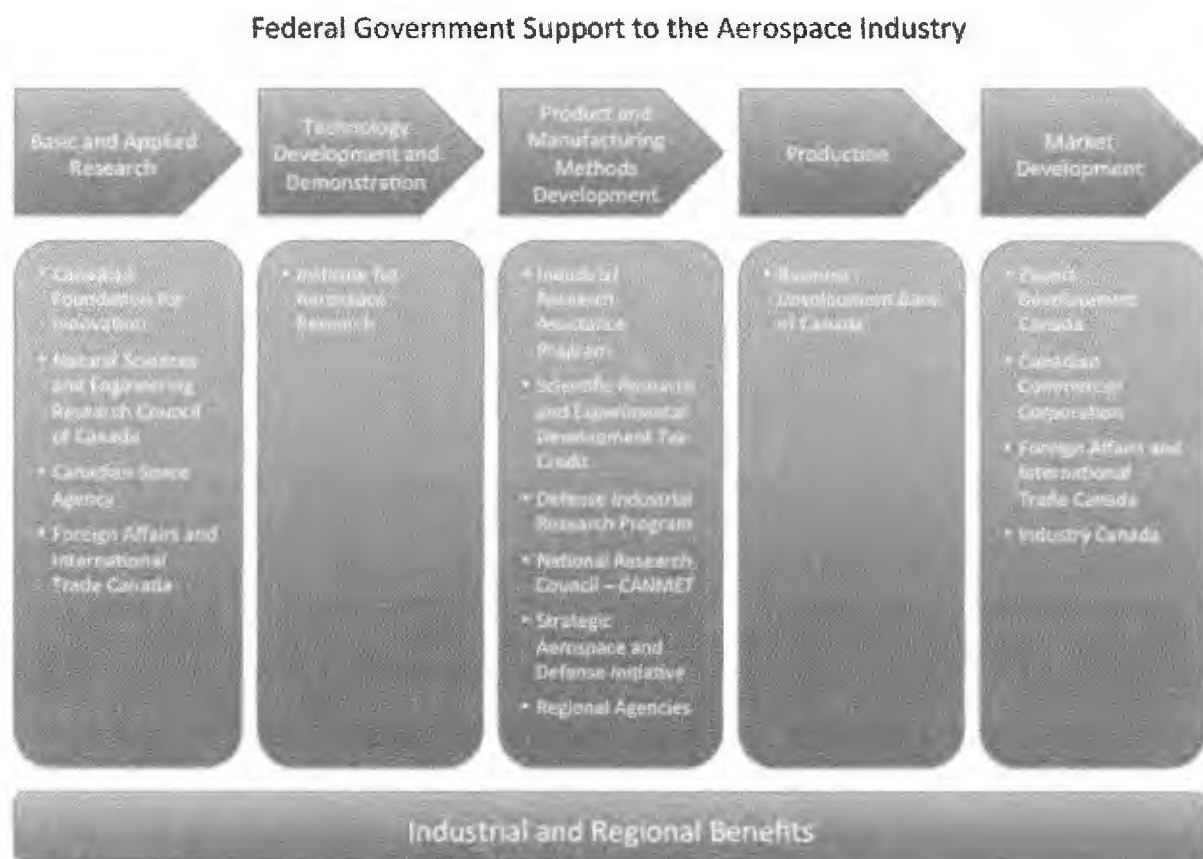 Federal Government Support to the Aerospace Industry
Basic and Applied
Research
Technology
Development and
Demonstration
Product and
Manufacturing
Methods
Development
Production
Market
Development
• Canadian
Foundation for
Innovation
• Natural Sciences
and Engineering
Research Council
of Canada
• Canadian Space
Agency
• Foreign Affairs and
International
Trade Canada
• Institute for
Aerospace
Research
• Industrial
Research
Assistance
Program
• Scientific Research
and Experimental
Development Tax
Credit
• Defense Industrial
Research Program
• National Research
Council – CANMET
• Strategic
Aerospace and
Defense Initiative
• Regional Agencies
• Business
Development Bank
of Canada
• Export
Development
Canada
• Canadian
Commercial
Corporation
• Foreign Affairs and
International
Trade Canada
• Industry Canada
Industrial and Regional Benefits